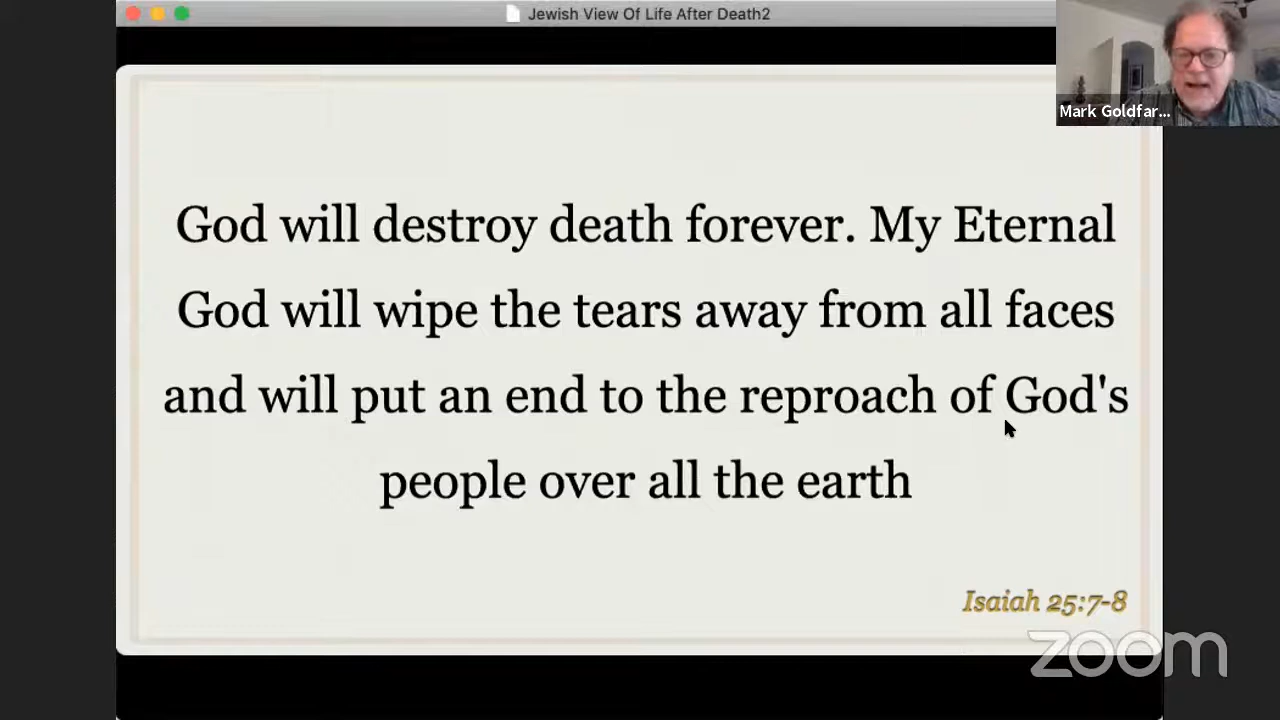 Jewish View Of Life After Death2
Mark Goldfar...
God will destroy death forever. My Eternal
God will wipe the tears away from all faces
and will put an end to the reproach of God's
people over all the earth
Isaiah 25:7-8
zoom